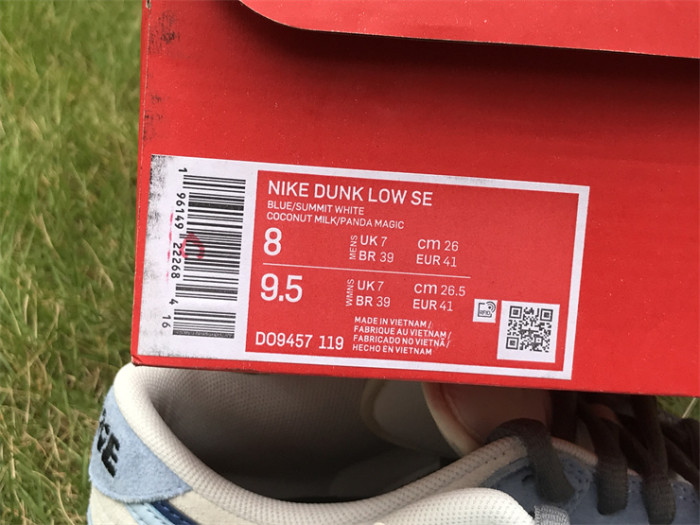 NIKE DUNK LOW SE
BLUE/SUMMIT WHITE
COCONUT MILK/PANDA MAGIC
8 MENS UK 7 cm 26
BR 39 EUR 41
9.5 WMNS UK 7 cm 26.5
BR 39 EUR 41
DO9457 119
MADE IN VIETNAM/
FABRIQUE AU VIETNAM/
FABRICADO NO VIETNÃ/
HECHO EN VIETNAM
RFID
1 96149 22268 4 16